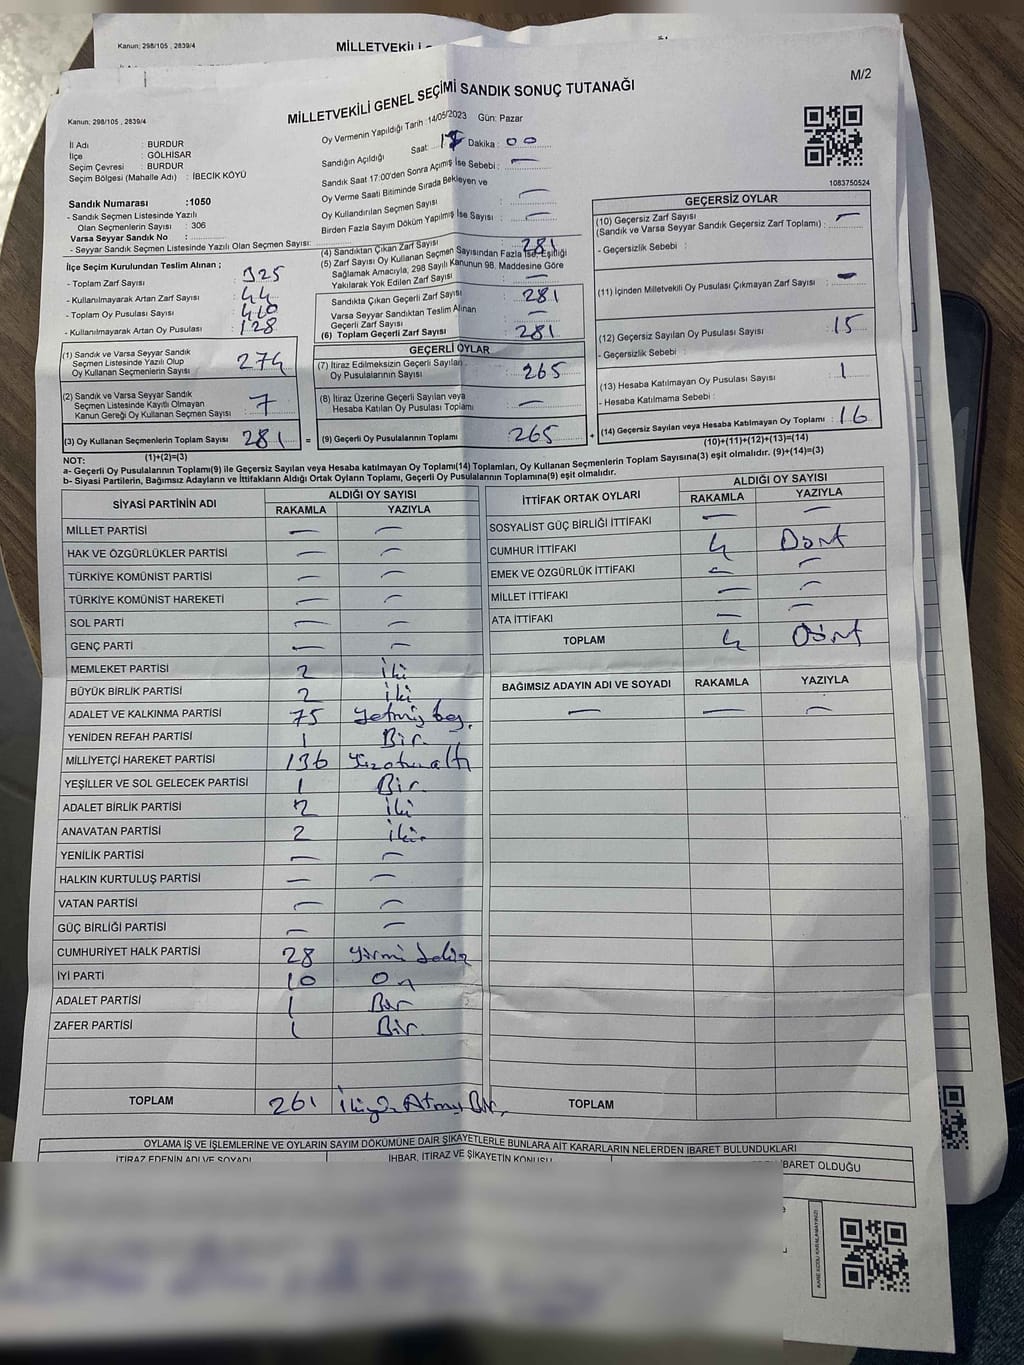 Kanun: 298/105 , 2839/4
MİLLETVEKİLİ
M/2
MİLLETVEKİLİ GENEL SEÇİMİ SANDIK SONUÇ TUTANAĞI
Kanun: 298/105 , 2839/4
İl Adı : BURDUR
İlçe : GÖLHİSAR
Seçim Çevresi : BURDUR
Seçim Bölgesi (Mahalle Adı) : İBECİK KÖYÜ
Sandık Numarası :1050
- Sandık Seçmen Listesinde Yazılı
Olan Seçmenlerin Sayısı : 306
Varsa Seyyar Sandık No :
- Seyyar Sandık Seçmen Listesinde Yazılı Olan Seçmen Sayısı:
Oy Vermenin Yapıldığı Tarih :14/05/2023 Gün: Pazar
Sandığın Açıldığı Saat: Dakika : 00
Sandık Saat 17:00'den Sonra Açmış İse Sebebi : —
Oy Verme Saati Bitiminde Sırada Bekleyen ve
Oy Kullandırılan Seçmen Sayısı : —
Birden Fazla Sayım Döküm Yapılmış İse Sayısı : —
1083750524
İlçe Seçim Kurulundan Teslim Alınan ;
- Toplam Zarf Sayısı : 325
- Kullanılmayarak Artan Zarf Sayısı : 44
- Toplam Oy Pusulası Sayısı : 410
- Kullanılmayarak Artan Oy Pusulası : 128
(4) Sandıktan Çıkan Zarf Sayısı : 281
(5) Zarf Sayısı Oy Kullanan Seçmen Sayısından Fazla İse, Eşitliği
Sağlamak Amacıyla, 298 Sayılı Kanunun 98. Maddesine Göre
Yakılarak Yok Edilen Zarf Sayısı : —
Sandıkta Çıkan Geçerli Zarf Sayısı : 281
Varsa Seyyar Sandıktan Teslim Alınan
Geçerli Zarf Sayısı : —
(6) Toplam Geçerli Zarf Sayısı : 281
GEÇERSİZ OYLAR
(10) Geçersiz Zarf Sayısı
(Sandık ve Varsa Seyyar Sandık Geçersiz Zarf Toplamı) : —
- Geçersizlik Sebebi :
(11) İçinden Milletvekili Oy Pusulası Çıkmayan Zarf Sayısı : —
(12) Geçersiz Sayılan Oy Pusulası Sayısı : 15
- Geçersizlik Sebebi :
(13) Hesaba Katılmayan Oy Pusulası Sayısı : 1
- Hesaba Katılmama Sebebi :
(14) Geçersiz Sayılan veya Hesaba Katılmayan Oy Toplamı : 16
(10)+(11)+(12)+(13)=(14)
(1) Sandık ve Varsa Seyyar Sandık
Seçmen Listesinde Yazılı Olup
Oy Kullanan Seçmenlerin Sayısı : 274
(2) Sandık ve Varsa Seyyar Sandık
Seçmen Listesinde Kayıtlı Olmayan
Kanun Gereği Oy Kullanan Seçmen Sayısı : 7
(3) Oy Kullanan Seçmenlerin Toplam Sayısı : 281 =
(1)+(2)=(3)
GEÇERLİ OYLAR
(7) İtiraz Edilmeksizin Geçerli Sayılan
Oy Pusulalarının Sayısı : 265
(8) İtiraz Üzerine Geçerli Sayılan veya
Hesaba Katılan Oy Pusulası Toplamı : —
(9) Geçerli Oy Pusulalarının Toplamı : 265 +
NOT:
a- Geçerli Oy Pusulalarının Toplamı(9) ile Geçersiz Sayılan veya Hesaba katılmayan Oy Toplamı(14) Toplamları, Oy Kullanan Seçmenlerin Toplam Sayısına(3) eşit olmalıdır. (9)+(14)=(3)
b- Siyasi Partilerin, Bağımsız Adayların ve İttifakların Aldığı Ortak Oyların Toplamı, Geçerli Oy Pusulalarının Toplamına(9) eşit olmalıdır.
SİYASİ PARTİNİN ADI ALDIĞI OY SAYISI
RAKAMLA YAZIYLA
MİLLET PARTİSİ — —
HAK VE ÖZGÜRLÜKLER PARTİSİ — —
TÜRKİYE KOMÜNİST PARTİSİ — —
TÜRKİYE KOMÜNİST HAREKETİ — —
SOL PARTİ — —
GENÇ PARTİ — —
MEMLEKET PARTİSİ 2 İki
BÜYÜK BİRLİK PARTİSİ 2 İki
ADALET VE KALKINMA PARTİSİ 75 Yetmiş beş
YENİDEN REFAH PARTİSİ 1 Bir
MİLLİYETÇİ HAREKET PARTİSİ 136 Yüzotuzaltı
YEŞİLLER VE SOL GELECEK PARTİSİ 1 Bir
ADALET BİRLİK PARTİSİ 2 İki
ANAVATAN PARTİSİ 2 İki
YENİLİK PARTİSİ — —
HALKIN KURTULUŞ PARTİSİ — —
VATAN PARTİSİ — —
GÜÇ BİRLİĞİ PARTİSİ — —
CUMHURİYET HALK PARTİSİ 28 Yirmi Sekiz
İYİ PARTİ 10 On
ADALET PARTİSİ 1 Bir
ZAFER PARTİSİ 1 Bir
TOPLAM 261 İkiyüz Atmış Bir
İTTİFAK ORTAK OYLARI ALDIĞI OY SAYISI
RAKAMLA YAZIYLA
SOSYALİST GÜÇ BİRLİĞİ İTTİFAKI — —
CUMHUR İTTİFAKI 4 Dört
EMEK VE ÖZGÜRLÜK İTTİFAKI — —
MİLLET İTTİFAKI — —
ATA İTTİFAKI — —
TOPLAM 4 Dört
BAĞIMSIZ ADAYIN ADI VE SOYADI RAKAMLA YAZIYLA
— — —
TOPLAM
OYLAMA İŞ VE İŞLEMLERİNE VE OYLARIN SAYIM DÖKÜMÜNE DAİR ŞİKAYETLERLE BUNLARA AİT KARARLARIN NELERDEN İBARET BULUNDUKLARI
İTİRAZ EDENİN ADI VE SOYADI İHBAR, İTİRAZ VE ŞİKAYETİN KONUSU İBARET OLDUĞU